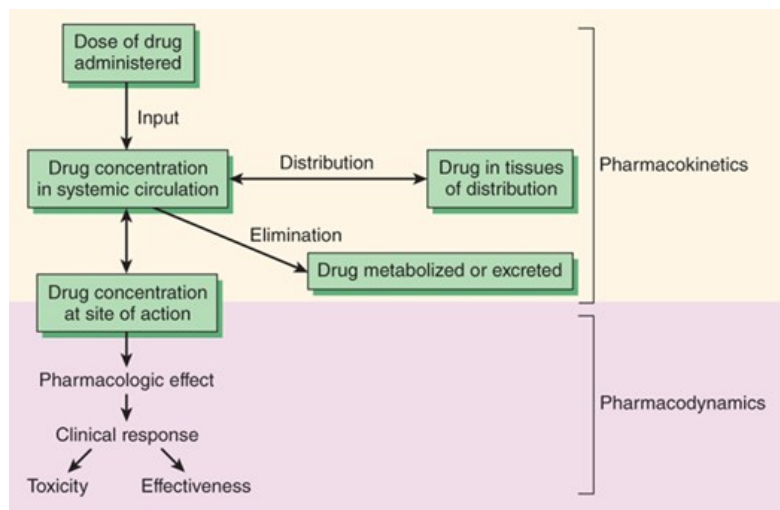 Dose of drug
administered
Input
Drug concentration
in systemic circulation
Distribution
Drug in tissues
of distribution
Pharmacokinetics
Elimination
Drug metabolized or excreted
Drug concentration
at site of action
Pharmacologic effect
Pharmacodynamics
Clinical response
Toxicity
Effectiveness